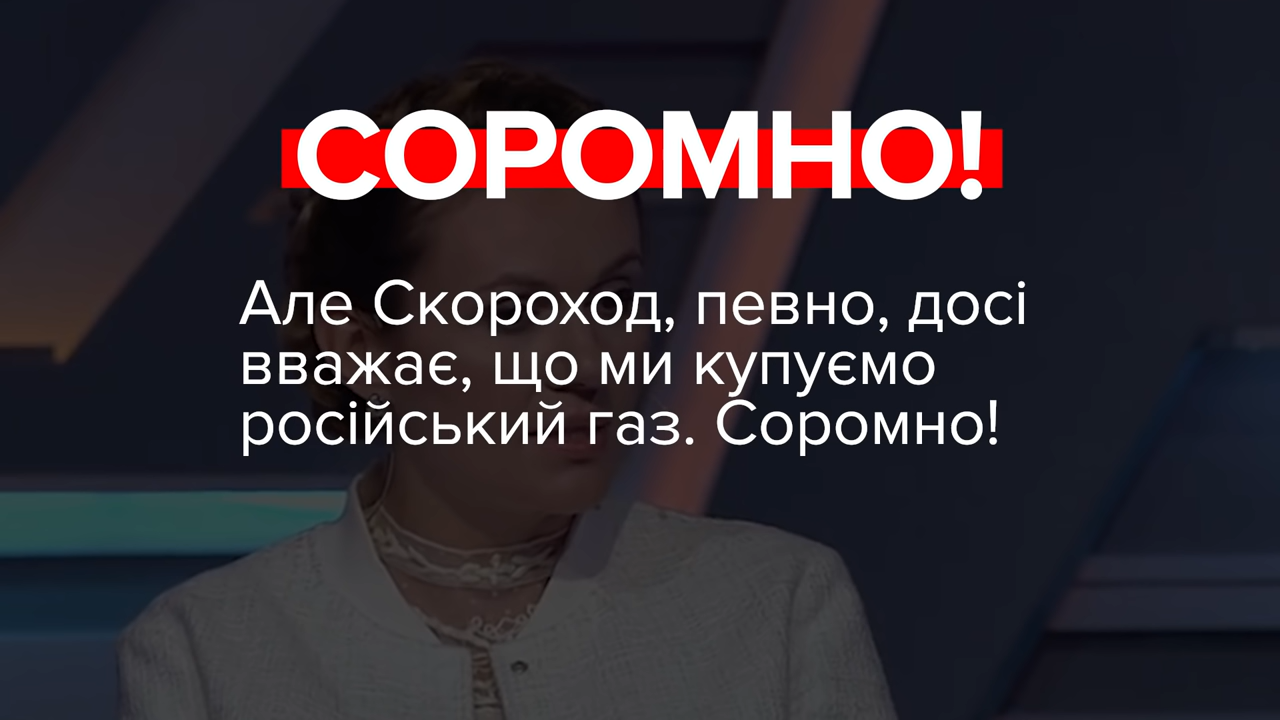 СОРОМНО!
Але Скороход, певно, досі
вважає, що ми купуємо
російський газ. Соромно!